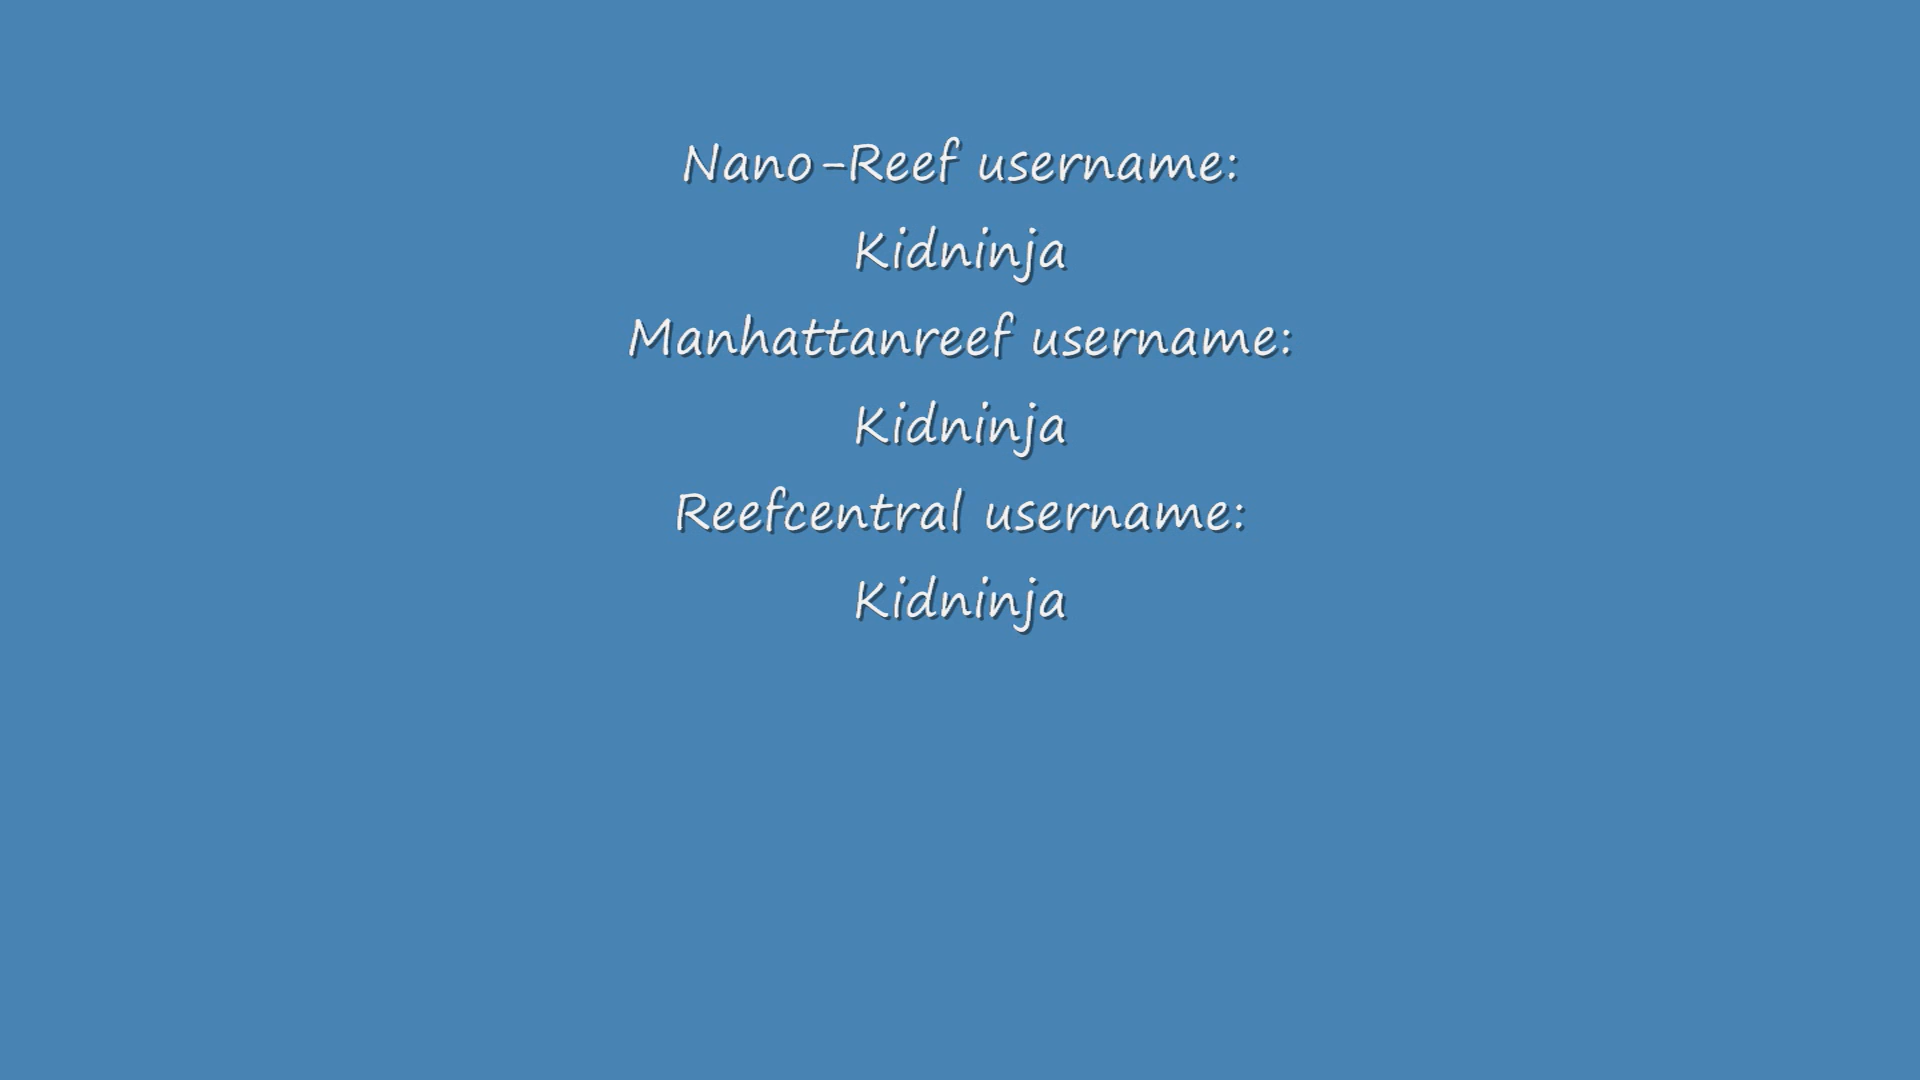 Nano-Reef username:
Kidninja
Manhattanreef username:
Kidninja
Reefcentral username:
Kidninja